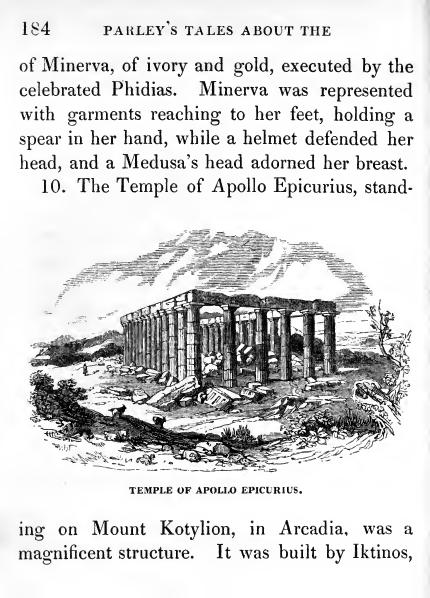 184 PARLEY'S TALES ABOUT THE
of Minerva, of ivory and gold, executed by the
celebrated Phidias. Minerva was represented
with garments reaching to her feet, holding a
spear in her hand, while a helmet defended her
head, and a Medusa's head adorned her breast.
10. The Temple of Apollo Epicurius, stand-
TEMPLE OF APOLLO EPICURIUS.
ing on Mount Kotylion, in Arcadia, was a
magnificent structure. It was built by Iktinos,